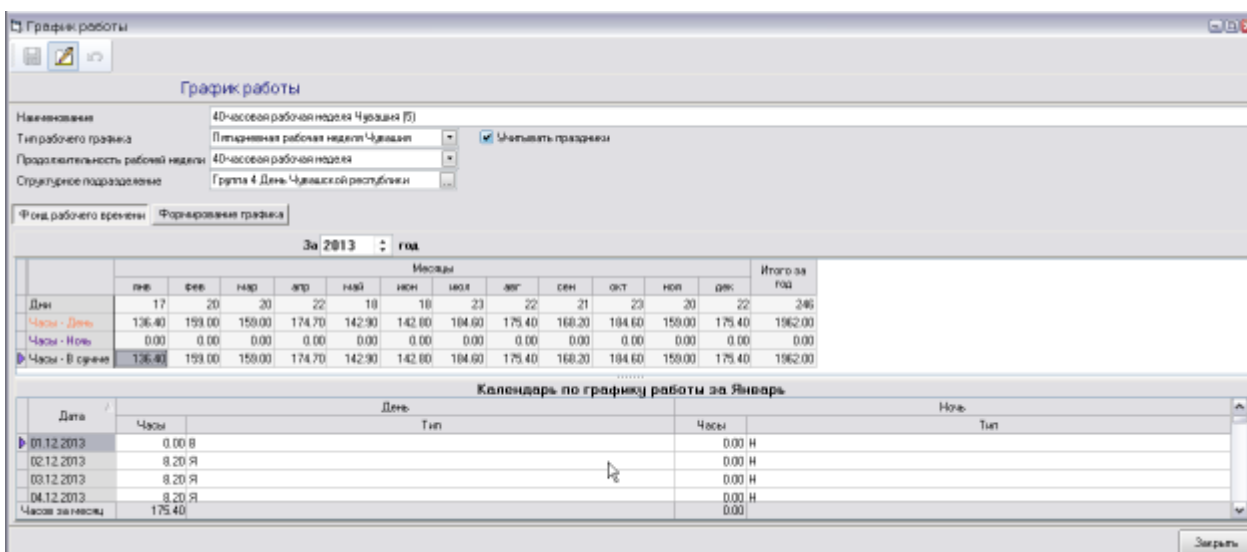 График работы
График работы
Наименование 40-часовая рабочая неделя Чувашия (5)
Тип рабочего графика Пятидневная рабочая неделя Чувашия Учитывать праздники
Продолжительность рабочей недели 40-часовая рабочая неделя
Структурное подразделение Группа 4 День Чувашской республики ...
Фонд рабочего времени Формирование графика
За 2013 год
Месяцы Итого за год
янв фев мар апр май июн июл авг сен окт ноя дек
Дни 17 20 20 22 18 18 23 22 21 23 20 22 246
Часы - День 136.40 159.00 159.00 174.70 142.90 142.80 184.60 175.40 168.20 184.60 159.00 175.40 1962.00
Часы - Ночь 0.00 0.00 0.00 0.00 0.00 0.00 0.00 0.00 0.00 0.00 0.00 0.00 0.00
Часы - В сумме 136.40 159.00 159.00 174.70 142.90 142.80 184.60 175.40 168.20 184.60 159.00 175.40 1962.00
Календарь по графику работы за Январь
Дата День Ночь
Часы Тип Часы Тип
01.12.2013 0.00 В 0.00 Н
02.12.2013 8.20 Я 0.00 Н
03.12.2013 8.20 Я 0.00 Н
04.12.2013 8.20 Я 0.00 Н
Часов за месяц 175.40 0.00
Закрыть